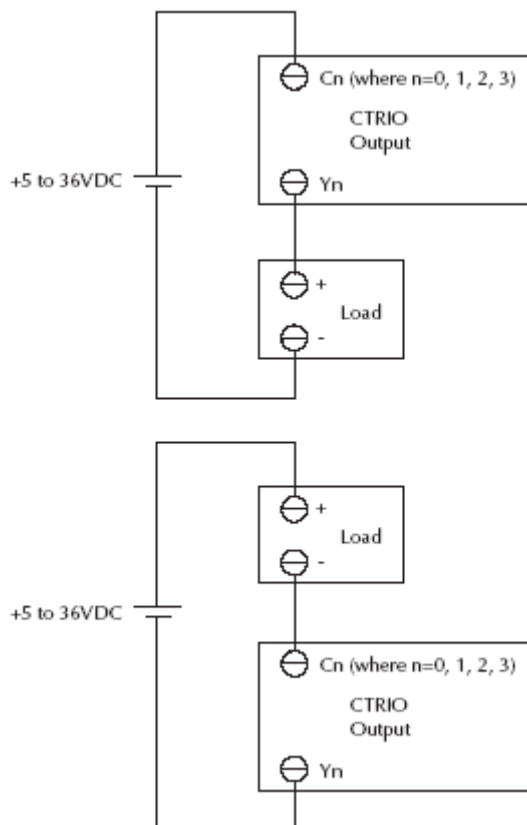 Cn (where n=0, 1, 2, 3)
CTRIO
Output
+5 to 36VDC
Yn
+
Load
-
+
Load
-
+5 to 36VDC
Cn (where n=0, 1, 2, 3)
CTRIO
Output
Yn